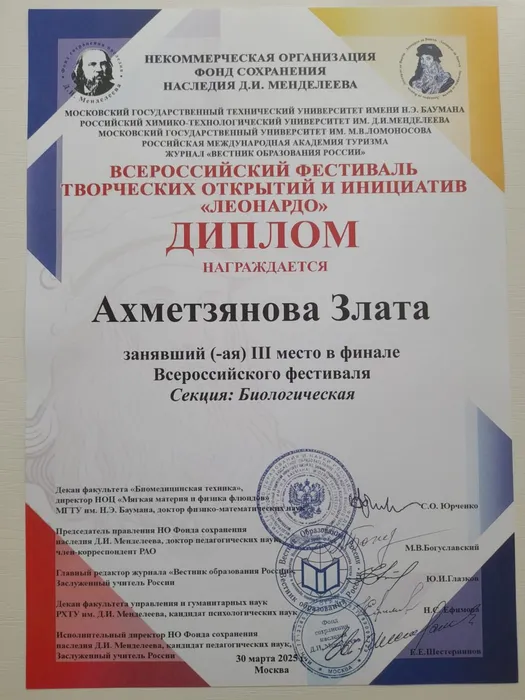 НЕКОММЕРЧЕСКАЯ ОРГАНИЗАЦИЯ
ФОНД СОХРАНЕНИЯ
НАСЛЕДИЯ Д.И. МЕНДЕЛЕЕВА
МОСКОВСКИЙ ГОСУДАРСТВЕННЫЙ ТЕХНИЧЕСКИЙ УНИВЕРСИТЕТ ИМЕНИ Н.Э. БАУМАНА
РОССИЙСКИЙ ХИМИКО-ТЕХНОЛОГИЧЕСКИЙ УНИВЕРСИТЕТ ИМ. Д.И.МЕНДЕЛЕЕВА
МОСКОВСКИЙ ГОСУДАРСТВЕННЫЙ УНИВЕРСИТЕТ ИМ. М.В.ЛОМОНОСОВА
РОССИЙСКАЯ МЕЖДУНАРОДНАЯ АКАДЕМИЯ ТУРИЗМА
ЖУРНАЛ «ВЕСТНИК ОБРАЗОВАНИЯ РОССИИ»
ВСЕРОССИЙСКИЙ ФЕСТИВАЛЬ
ТВОРЧЕСКИХ ОТКРЫТИЙ И ИНИЦИАТИВ
«ЛЕОНАРДО»
ДИПЛОМ
НАГРАЖДАЕТСЯ
Ахметзянова Злата
занявший (-ая) III место в финале
Всероссийского фестиваля
Секция: Биологическая
Декан факультета «Биомедицинская техника»,
директор НОЦ «Мягкая материя и физика флюидов»
МГТУ им. Н.Э. Баумана, доктор физико-математических наук
С.О. Юрченко
Председатель правления НО Фонда сохранения
наследия Д.И. Менделеева, доктор педагогических наук,
член-корреспондент РАО
М.В.Богуславский
Главный редактор журнала «Вестник образования России»
Заслуженный учитель России
Ю.И.Глазков
Декан факультета управления и гуманитарных наук
РХТУ им. Д.И. Менделеева, кандидат психологических наук
Н.С.Ефимова
Исполнительный директор НО Фонда сохранения
наследия Д.И. Менделеева, кандидат педагогических наук,
Заслуженный учитель России
Е.Е.Шестернинов
30 марта 2025
Москва
Фонд
сохранения
наследия
Д.И. Менделеева